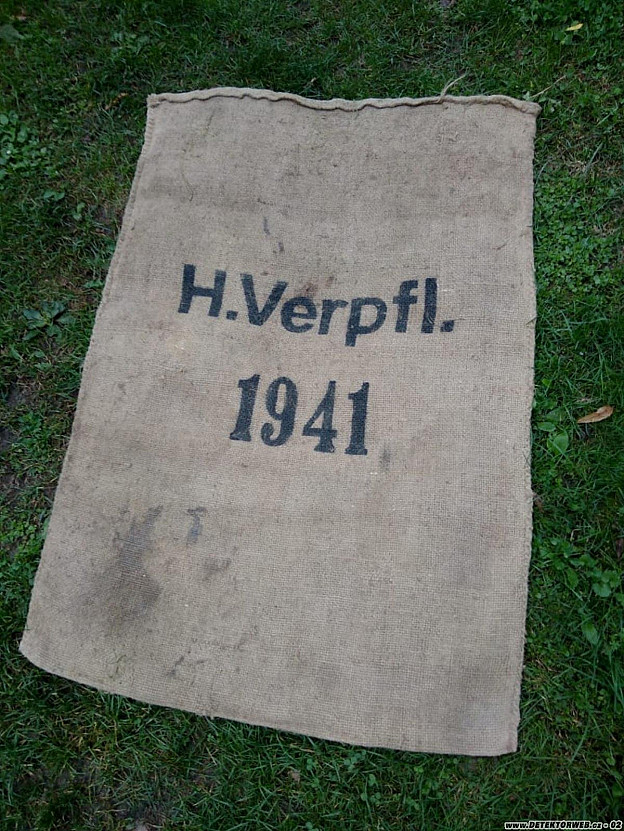 H.Verpfl.
1941
www.DETEKTORWEB.cz - 02